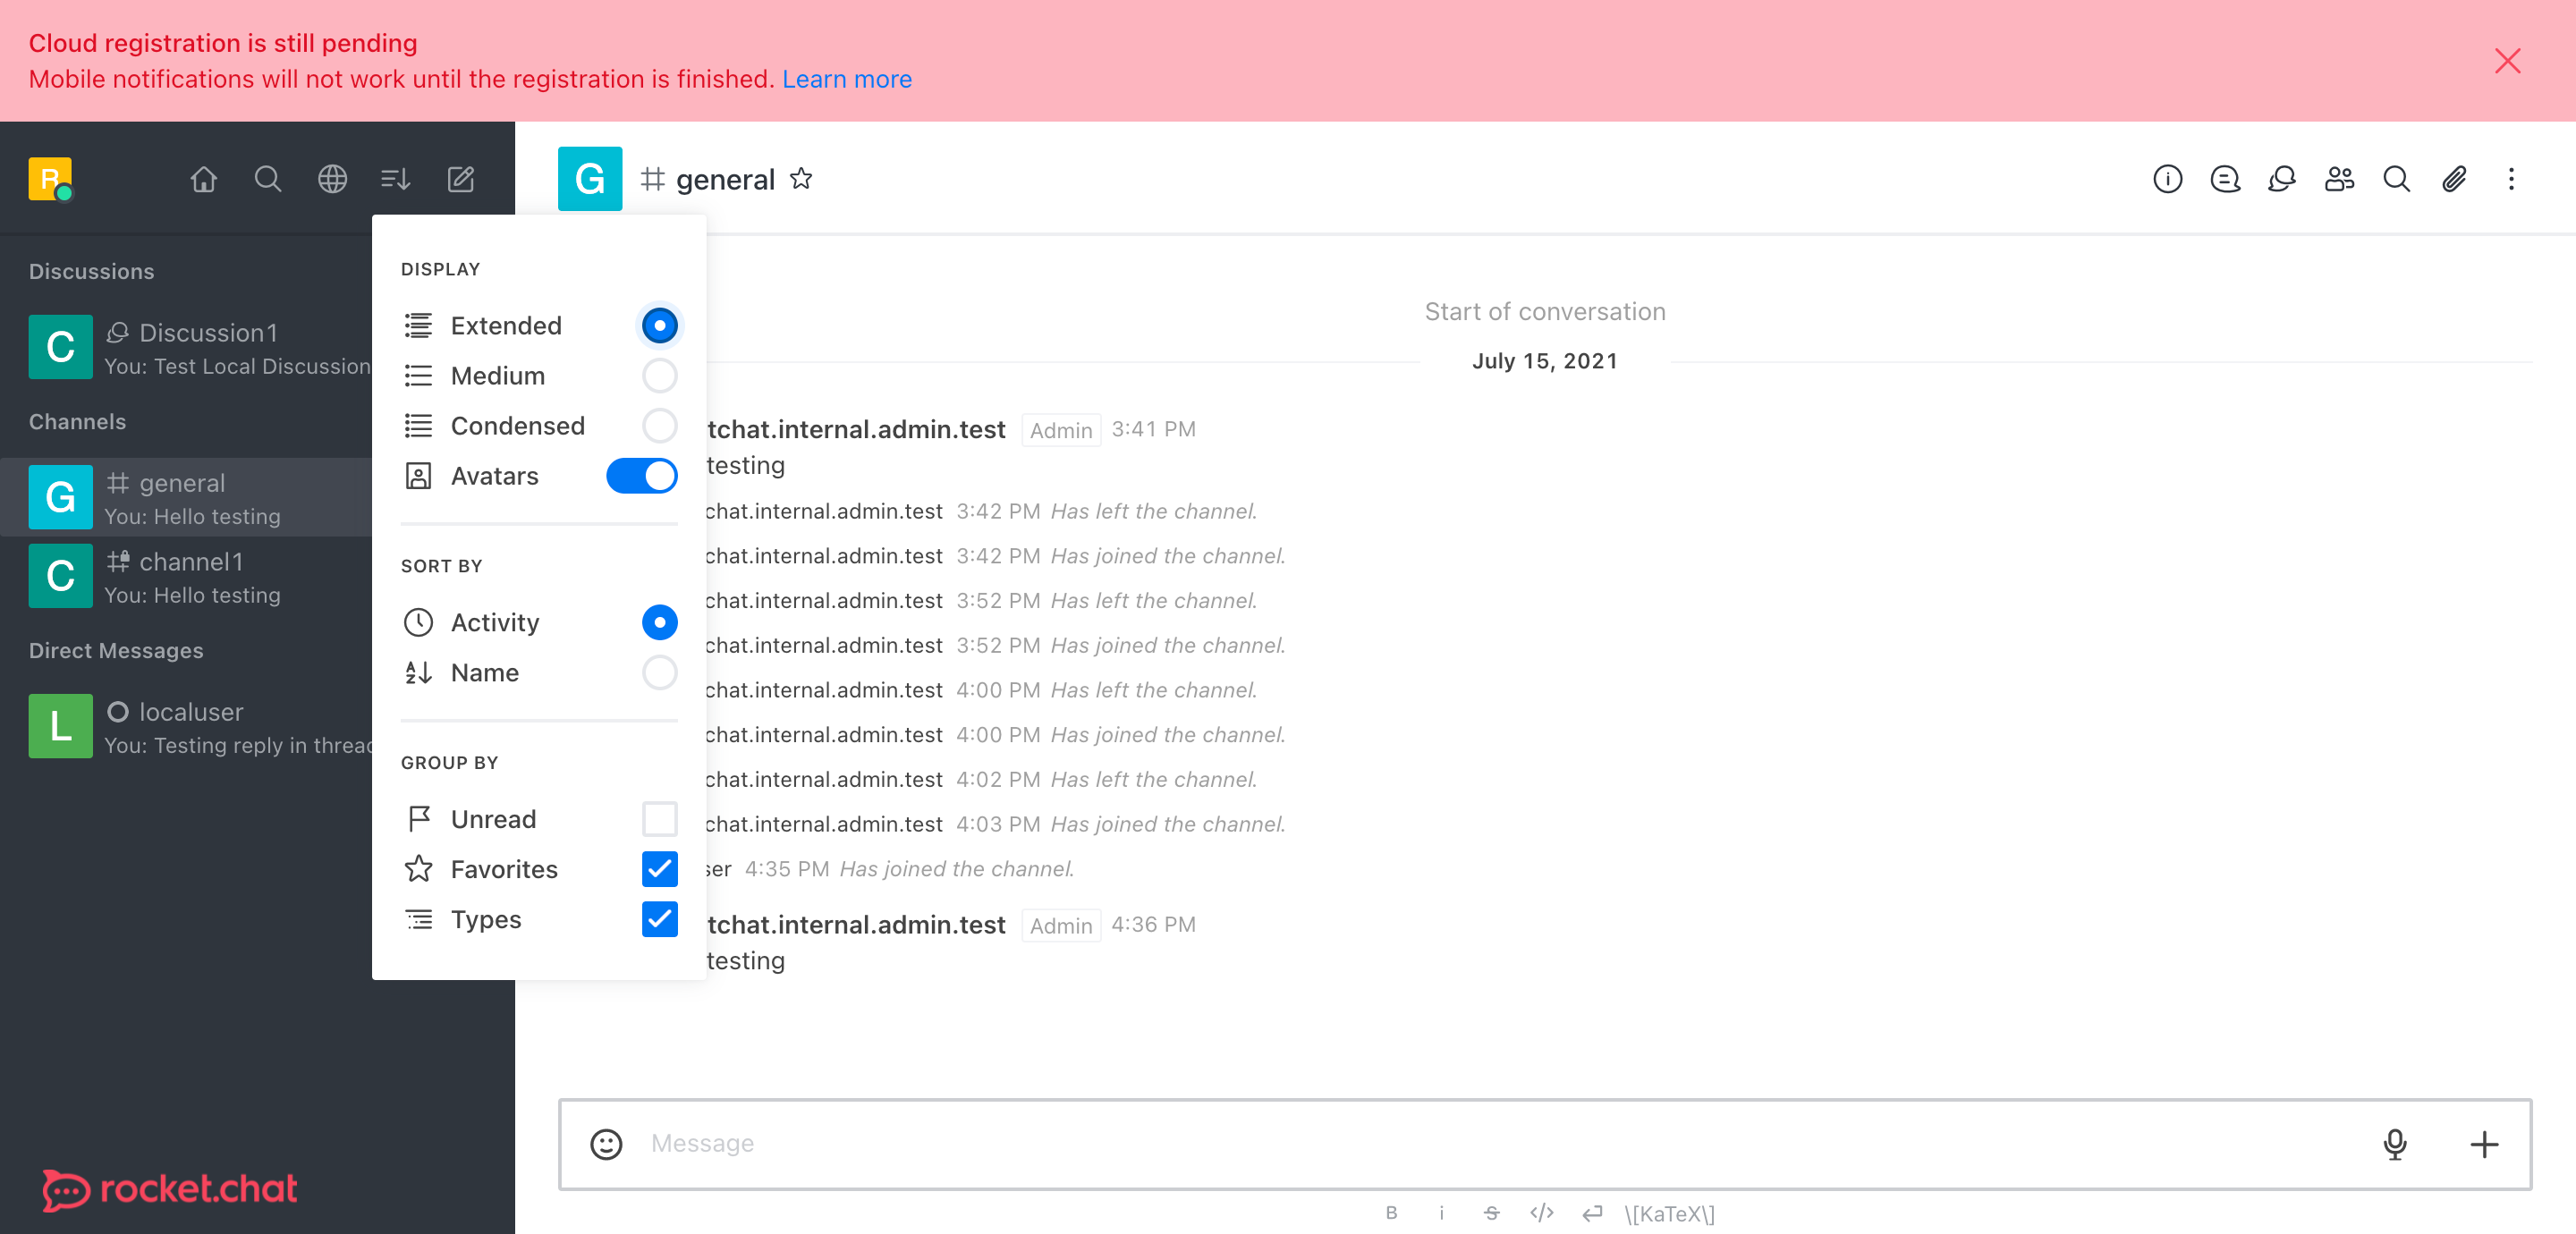 Cloud registration is still pending
Mobile notifications will not work until the registration is finished. Learn more
R
G
general
Discussions
C
Discussion1
You: Test Local Discussion
Channels
G
general
You: Hello testing
C
channel1
You: Hello testing
Direct Messages
L
localuser
You: Testing reply in threa
rocket.chat
DISPLAY
Extended
Medium
Condensed
Avatars
SORT BY
Activity
Name
GROUP BY
Unread
Favorites
Types
Start of conversation
July 15, 2021
tchat.internal.admin.test Admin 3:41 PM
testing
chat.internal.admin.test 3:42 PM Has left the channel.
chat.internal.admin.test 3:42 PM Has joined the channel.
chat.internal.admin.test 3:52 PM Has left the channel.
chat.internal.admin.test 3:52 PM Has joined the channel.
chat.internal.admin.test 4:00 PM Has left the channel.
chat.internal.admin.test 4:00 PM Has joined the channel.
chat.internal.admin.test 4:02 PM Has left the channel.
chat.internal.admin.test 4:03 PM Has joined the channel.
ser 4:35 PM Has joined the channel.
tchat.internal.admin.test Admin 4:36 PM
testing
Message
B i S </> \[KaTeX\]